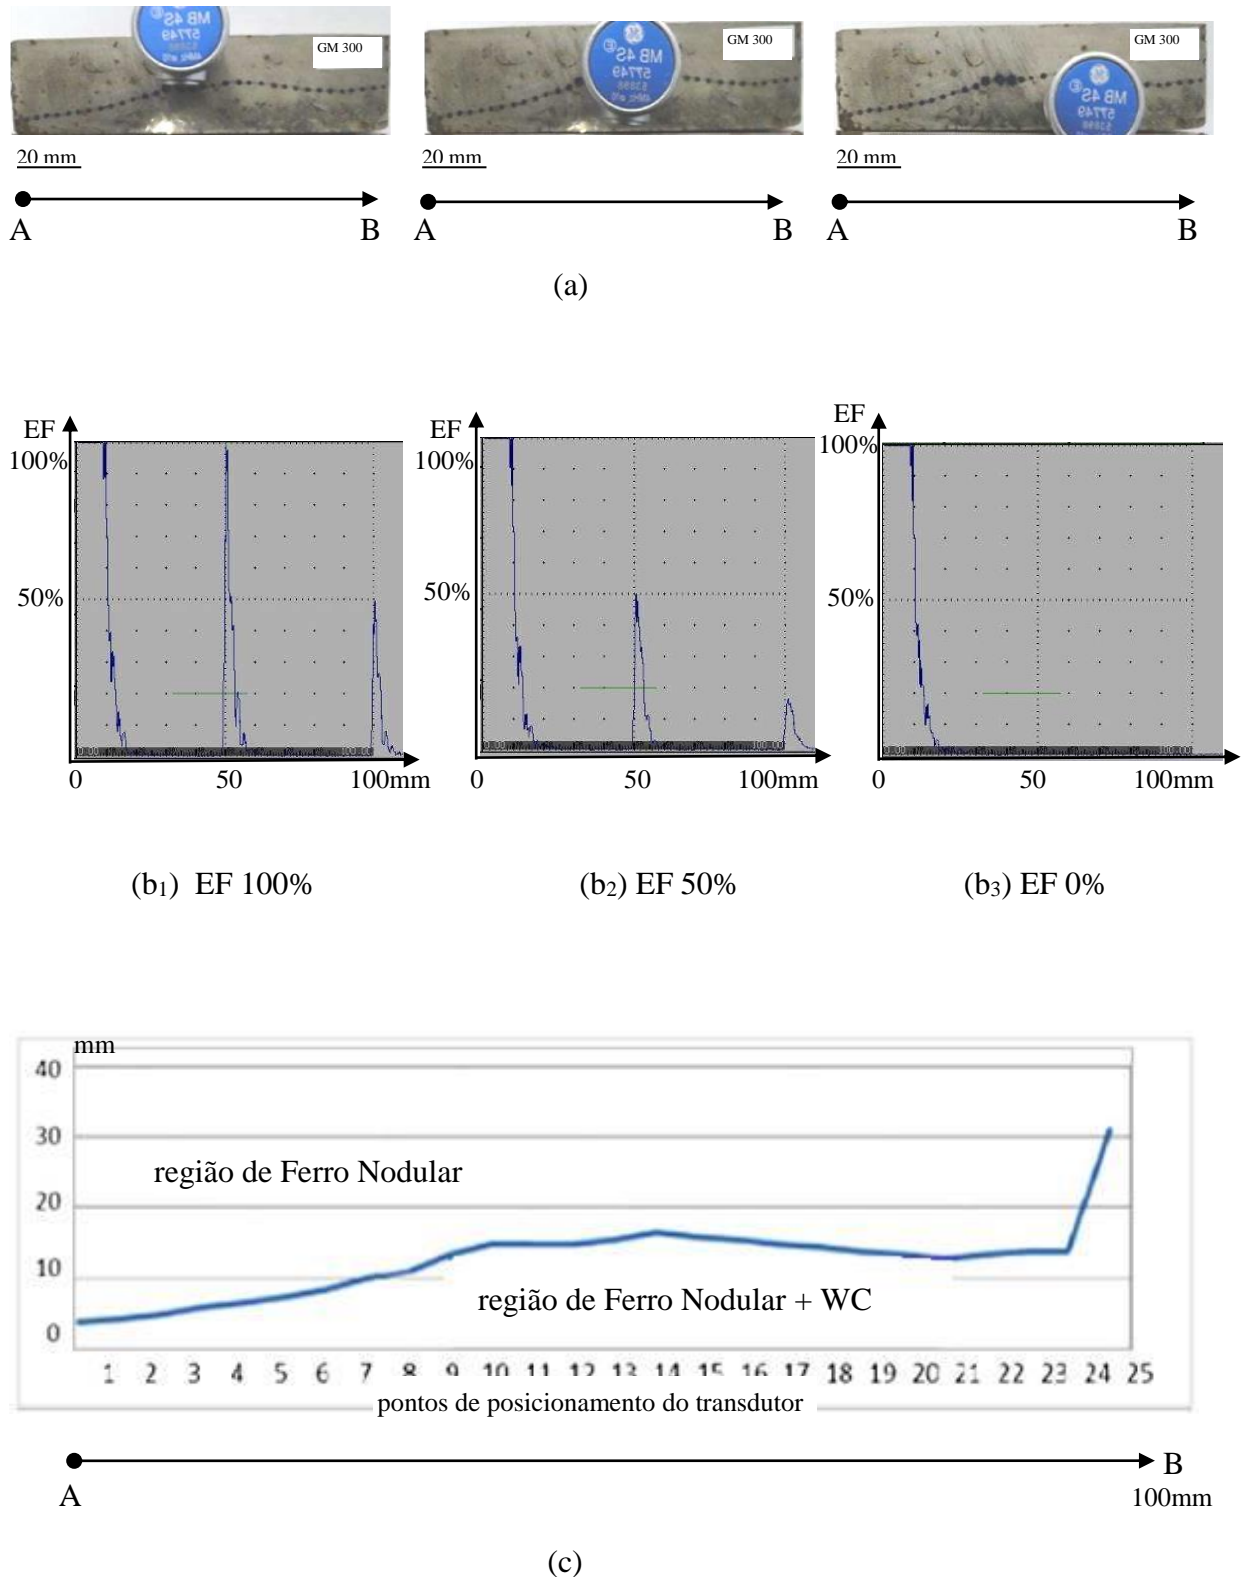 MB 4S
57749
GM 300
MB 4S
57749
GM 300
MB 4S
57749
GM 300
20 mm
20 mm
20 mm
A B A B A B
(a)
EF EF EF
100% 100% 100%
50% 50% 50%
0 50 100mm 0 50 100mm 0 50 100mm
(b1) EF 100% (b2) EF 50% (b3) EF 0%
mm
40
30
região de Ferro Nodular
20
10
região de Ferro Nodular + WC
0
1 2 3 4 5 6 7 8 9 10 11 12 13 14 15 16 17 18 19 20 21 22 23 24 25
pontos de posicionamento do transdutor
A B
100mm
(c)